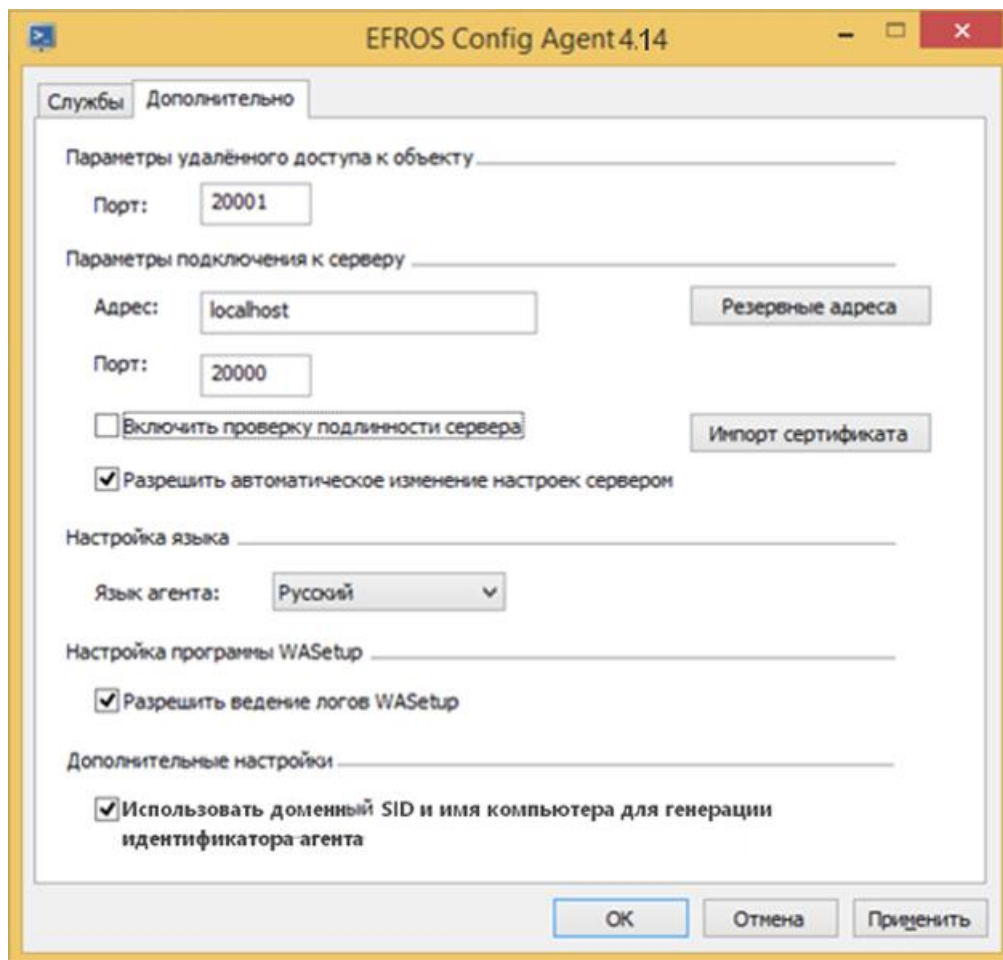 EFROS Config Agent 4.14
Службы Дополнительно
Параметры удалённого доступа к объекту
Порт: 20001
Параметры подключения к серверу
Адрес: localhost Резервные адреса
Порт: 20000
Включить проверку подлинности сервера Импорт сертификата
Разрешить автоматическое изменение настроек сервером
Настройка языка
Язык агента: Русский
Настройка программы WASetup
Разрешить ведение логов WASetup
Дополнительные настройки
Использовать доменный SID и имя компьютера для генерации
идентификатора агента
ОК Отмена Применить